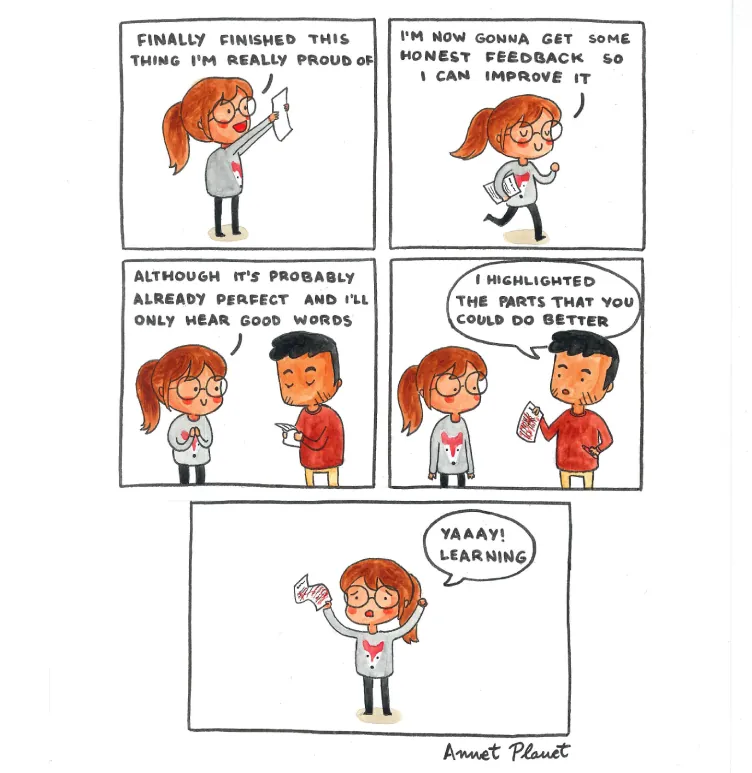 FINALLY FINISHED THIS
THING I'M REALLY PROUD OF
I'M NOW GONNA GET SOME
HONEST FEEDBACK SO
I CAN IMPROVE IT
ALTHOUGH IT'S PROBABLY
ALREADY PERFECT AND I'LL
ONLY HEAR GOOD WORDS
I HIGHLIGHTED
THE PARTS THAT YOU
COULD DO BETTER
YAAAY!
LEARNING
Annet Planet